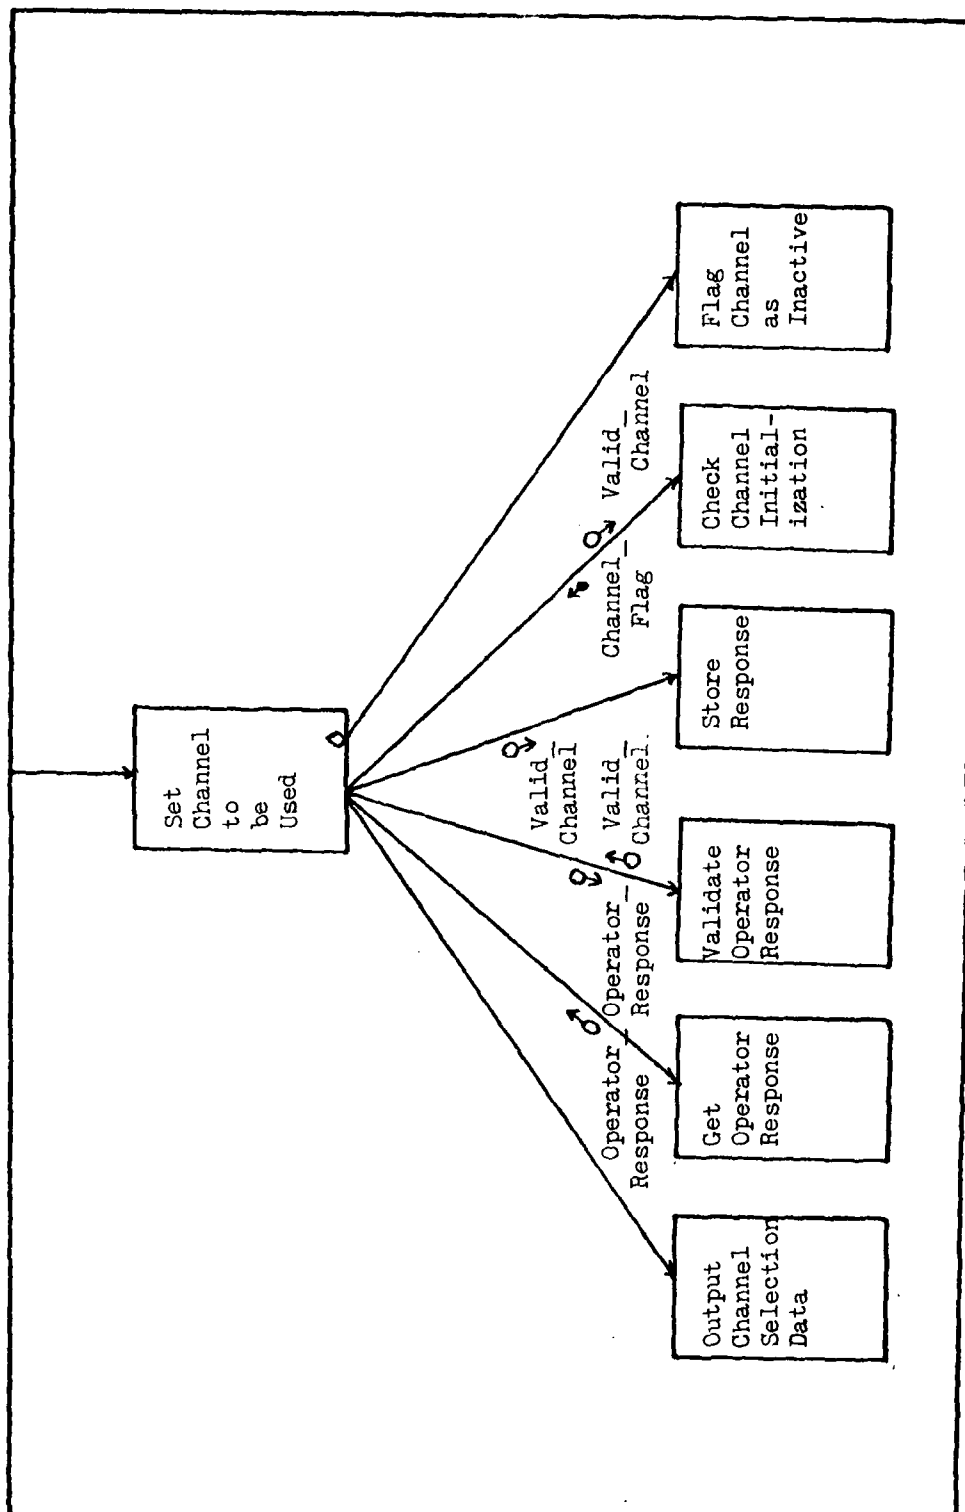 Set
Channel
to
be
Used
Operator_
Response
Operator_
Response
Valid_
Channel
Valid_
Channel
Channel_
Flag
Valid_
Channel
Output
Channel
Selection
Data
Get
Operator
Response
Validate
Operator
Response
Store
Response
Check
Channel
Initial-
ization
Flag
Channel
as
Inactive